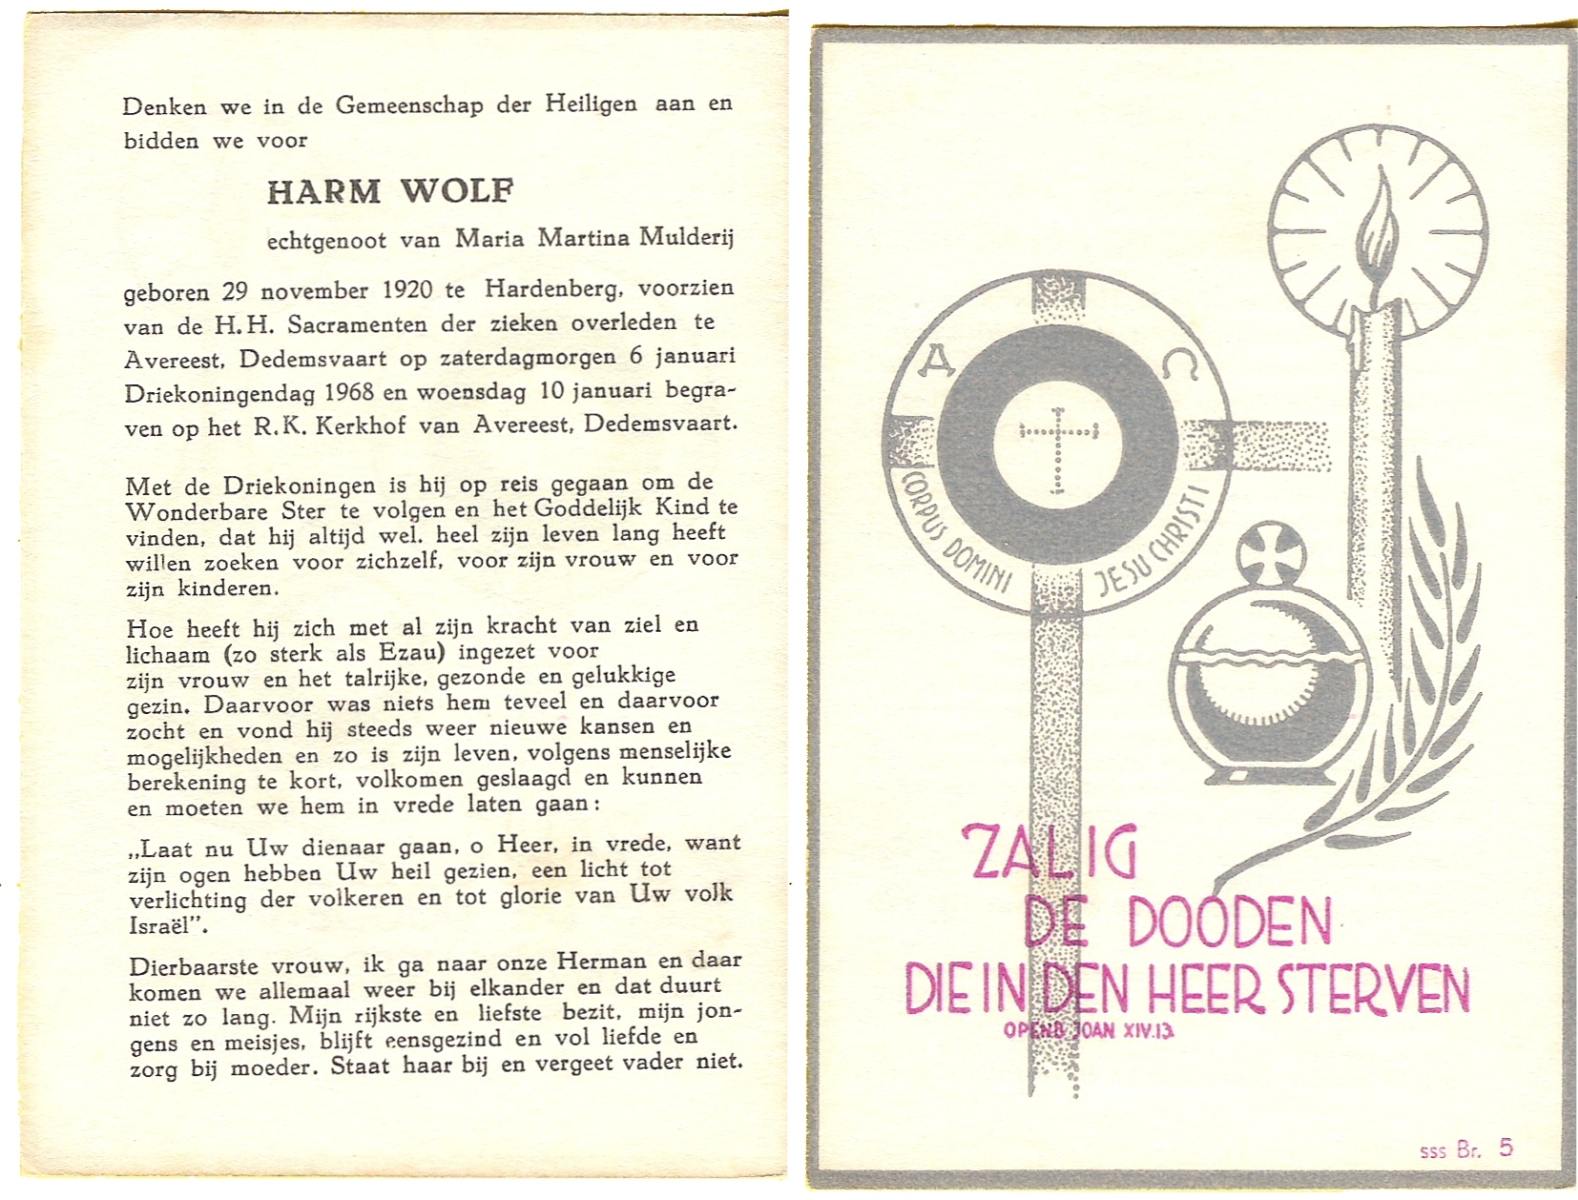 Denken we in de Gemeenschap der Heiligen aan en
bidden we voor
HARM WOLF
echtgenoot van Maria Martina Mulderij
geboren 29 november 1920 te Hardenberg, voorzien
van de H.H. Sacramenten der zieken overleden te
Avereest, Dedemsvaart op zaterdagmorgen 6 januari
Driekoningendag 1968 en woensdag 10 januari begra-
ven op het R.K. Kerkhof van Avereest, Dedemsvaart.
Met de Driekoningen is hij op reis gegaan om de
Wonderbare Ster te volgen en het Goddelijk Kind te
vinden, dat hij altijd wel. heel zijn leven lang heeft
willen zoeken voor zichzelf, voor zijn vrouw en voor
zijn kinderen.
Hoe heeft hij zich met al zijn kracht van ziel en
lichaam (zo sterk als Ezau) ingezet voor
zijn vrouw en het talrijke, gezonde en gelukkige
gezin. Daarvoor was niets hem teveel en daarvoor
zocht en vond hij steeds weer nieuwe kansen en
mogelijkheden en zo is zijn leven, volgens menselijke
berekening te kort, volkomen geslaagd en kunnen
en moeten we hem in vrede laten gaan:
„Laat nu Uw dienaar gaan, o Heer, in vrede, want
zijn ogen hebben Uw heil gezien, een licht tot
verlichting der volkeren en tot glorie van Uw volk
Israël”.
Dierbaarste vrouw, ik ga naar onze Herman en daar
komen we allemaal weer bij elkander en dat duurt
niet zo lang. Mijn rijkste en liefste bezit, mijn jon-
gens en meisjes, blijft eensgezind en vol liefde en
zorg bij moeder. Staat haar bij en vergeet vader niet.
Α Ω
CORPUS DOMINI JESU CHRISTI
ZALIG
DE DOODEN
DIE IN DEN HEER STERVEN
OPENB. JOAN XIV.13.
sss Br. 5